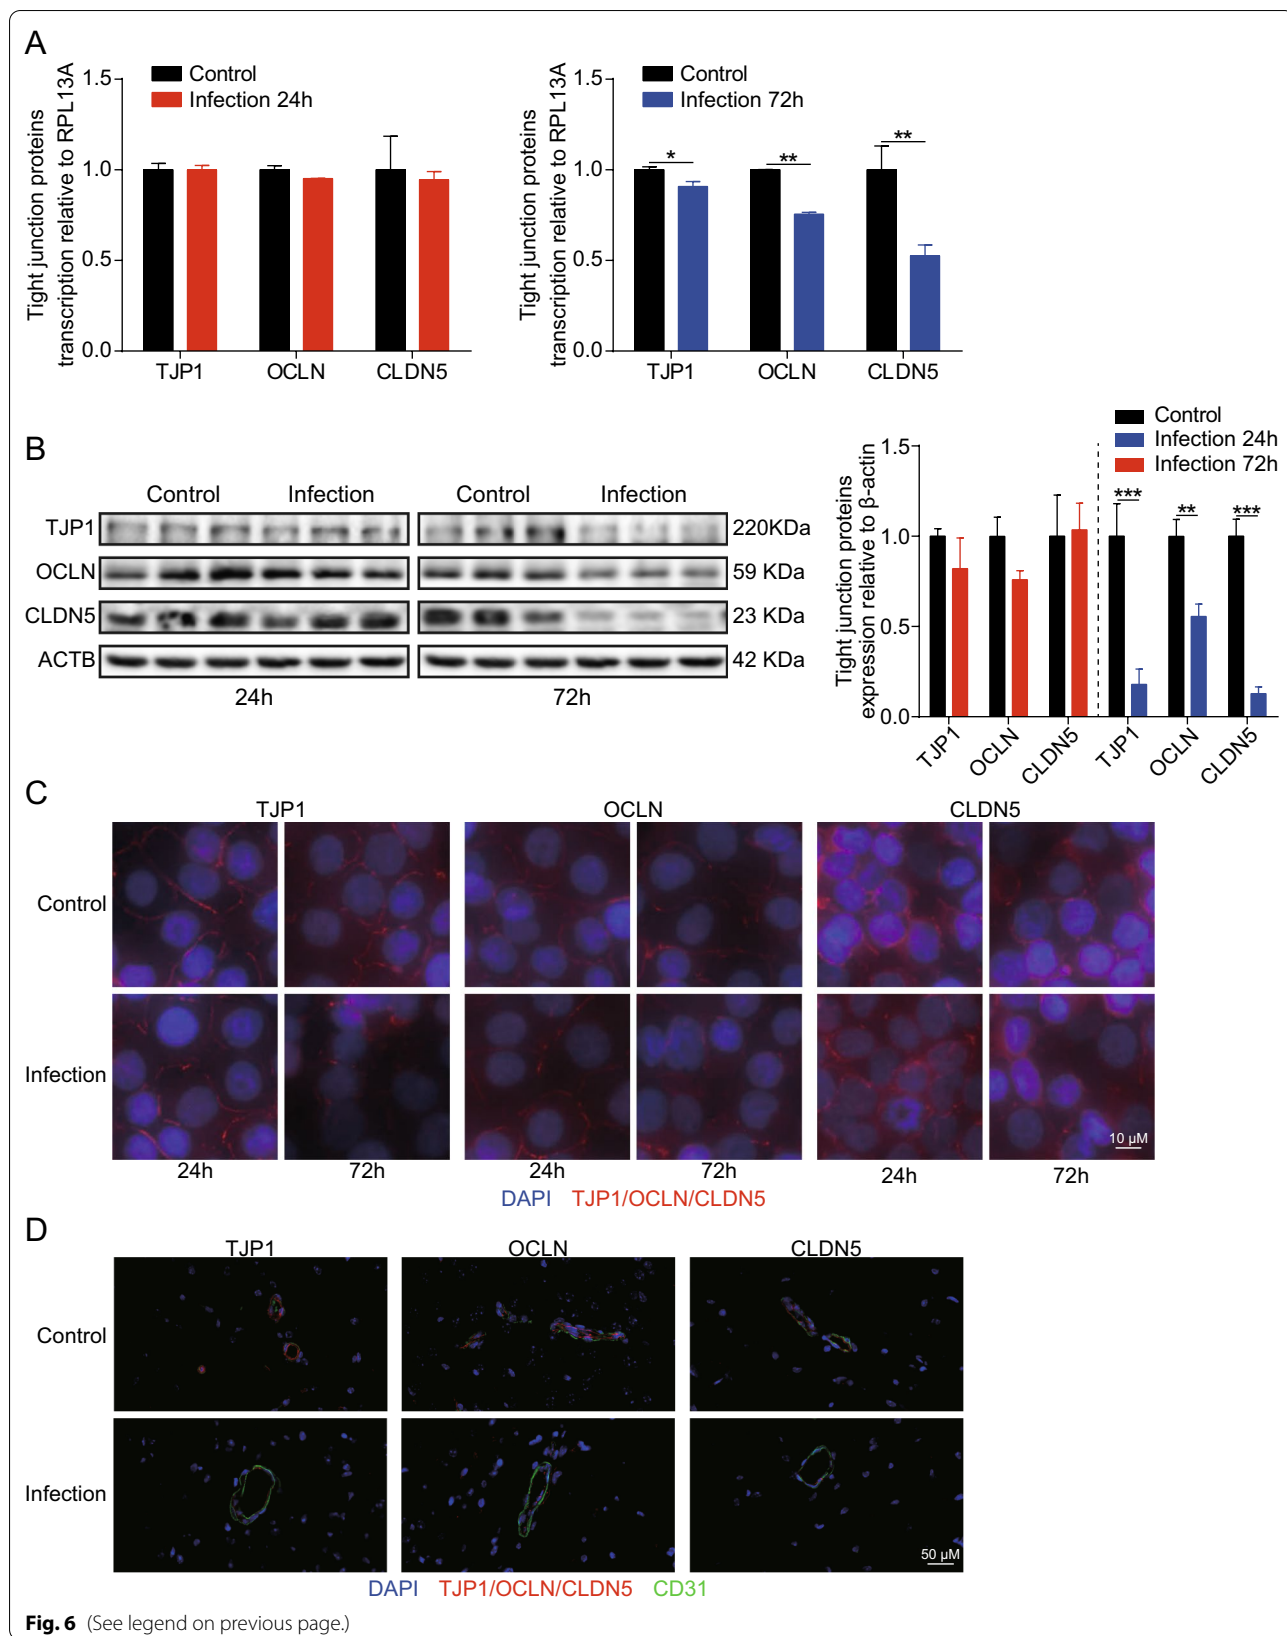 A
Tight junction proteins
transcription relative to RPL13A
1.5
1.0
0.5
0.0
Control
Infection 24h
TJP1 OCLN CLDN5
Tight junction proteins
transcription relative to RPL13A
1.5
1.0
0.5
0.0
Control
Infection 72h
* ** **
TJP1 OCLN CLDN5
B
Control Infection Control Infection
TJP1 220KDa
OCLN 59 KDa
CLDN5 23 KDa
ACTB 42 KDa
24h 72h
Tight junction proteins
expression relative to β-actin
1.5
1.0
0.5
0.0
Control
Infection 24h
Infection 72h
*** ** ***
TJP1 OCLN CLDN5 TJP1 OCLN CLDN5
C
TJP1 OCLN CLDN5
Control
Infection
10 µM
24h 72h 24h 72h 24h 72h
DAPI TJP1/OCLN/CLDN5
D
TJP1 OCLN CLDN5
Control
Infection
50 µM
DAPI TJP1/OCLN/CLDN5 CD31
Fig. 6 (See legend on previous page.)